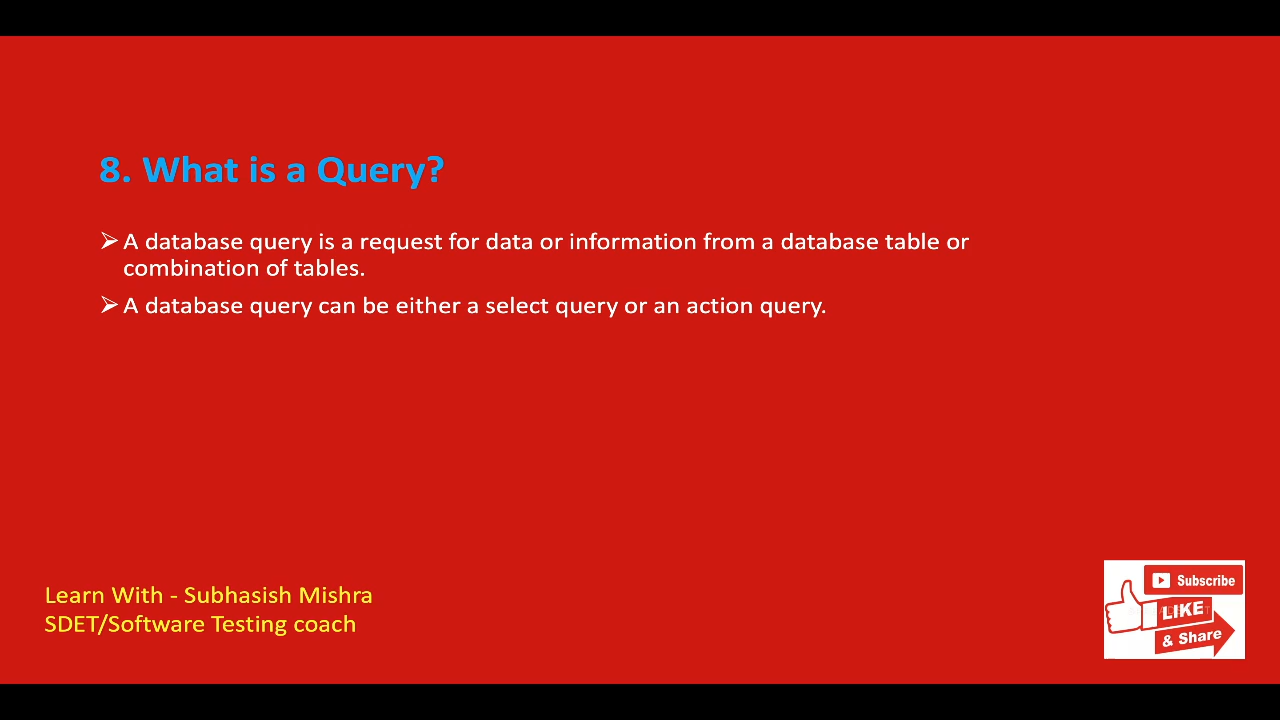 8. What is a Query?
➢ A database query is a request for data or information from a database table or
combination of tables.
➢ A database query can be either a select query or an action query.
Learn With - Subhasish Mishra
SDET/Software Testing coach
Subscribe
LIKE
& Share